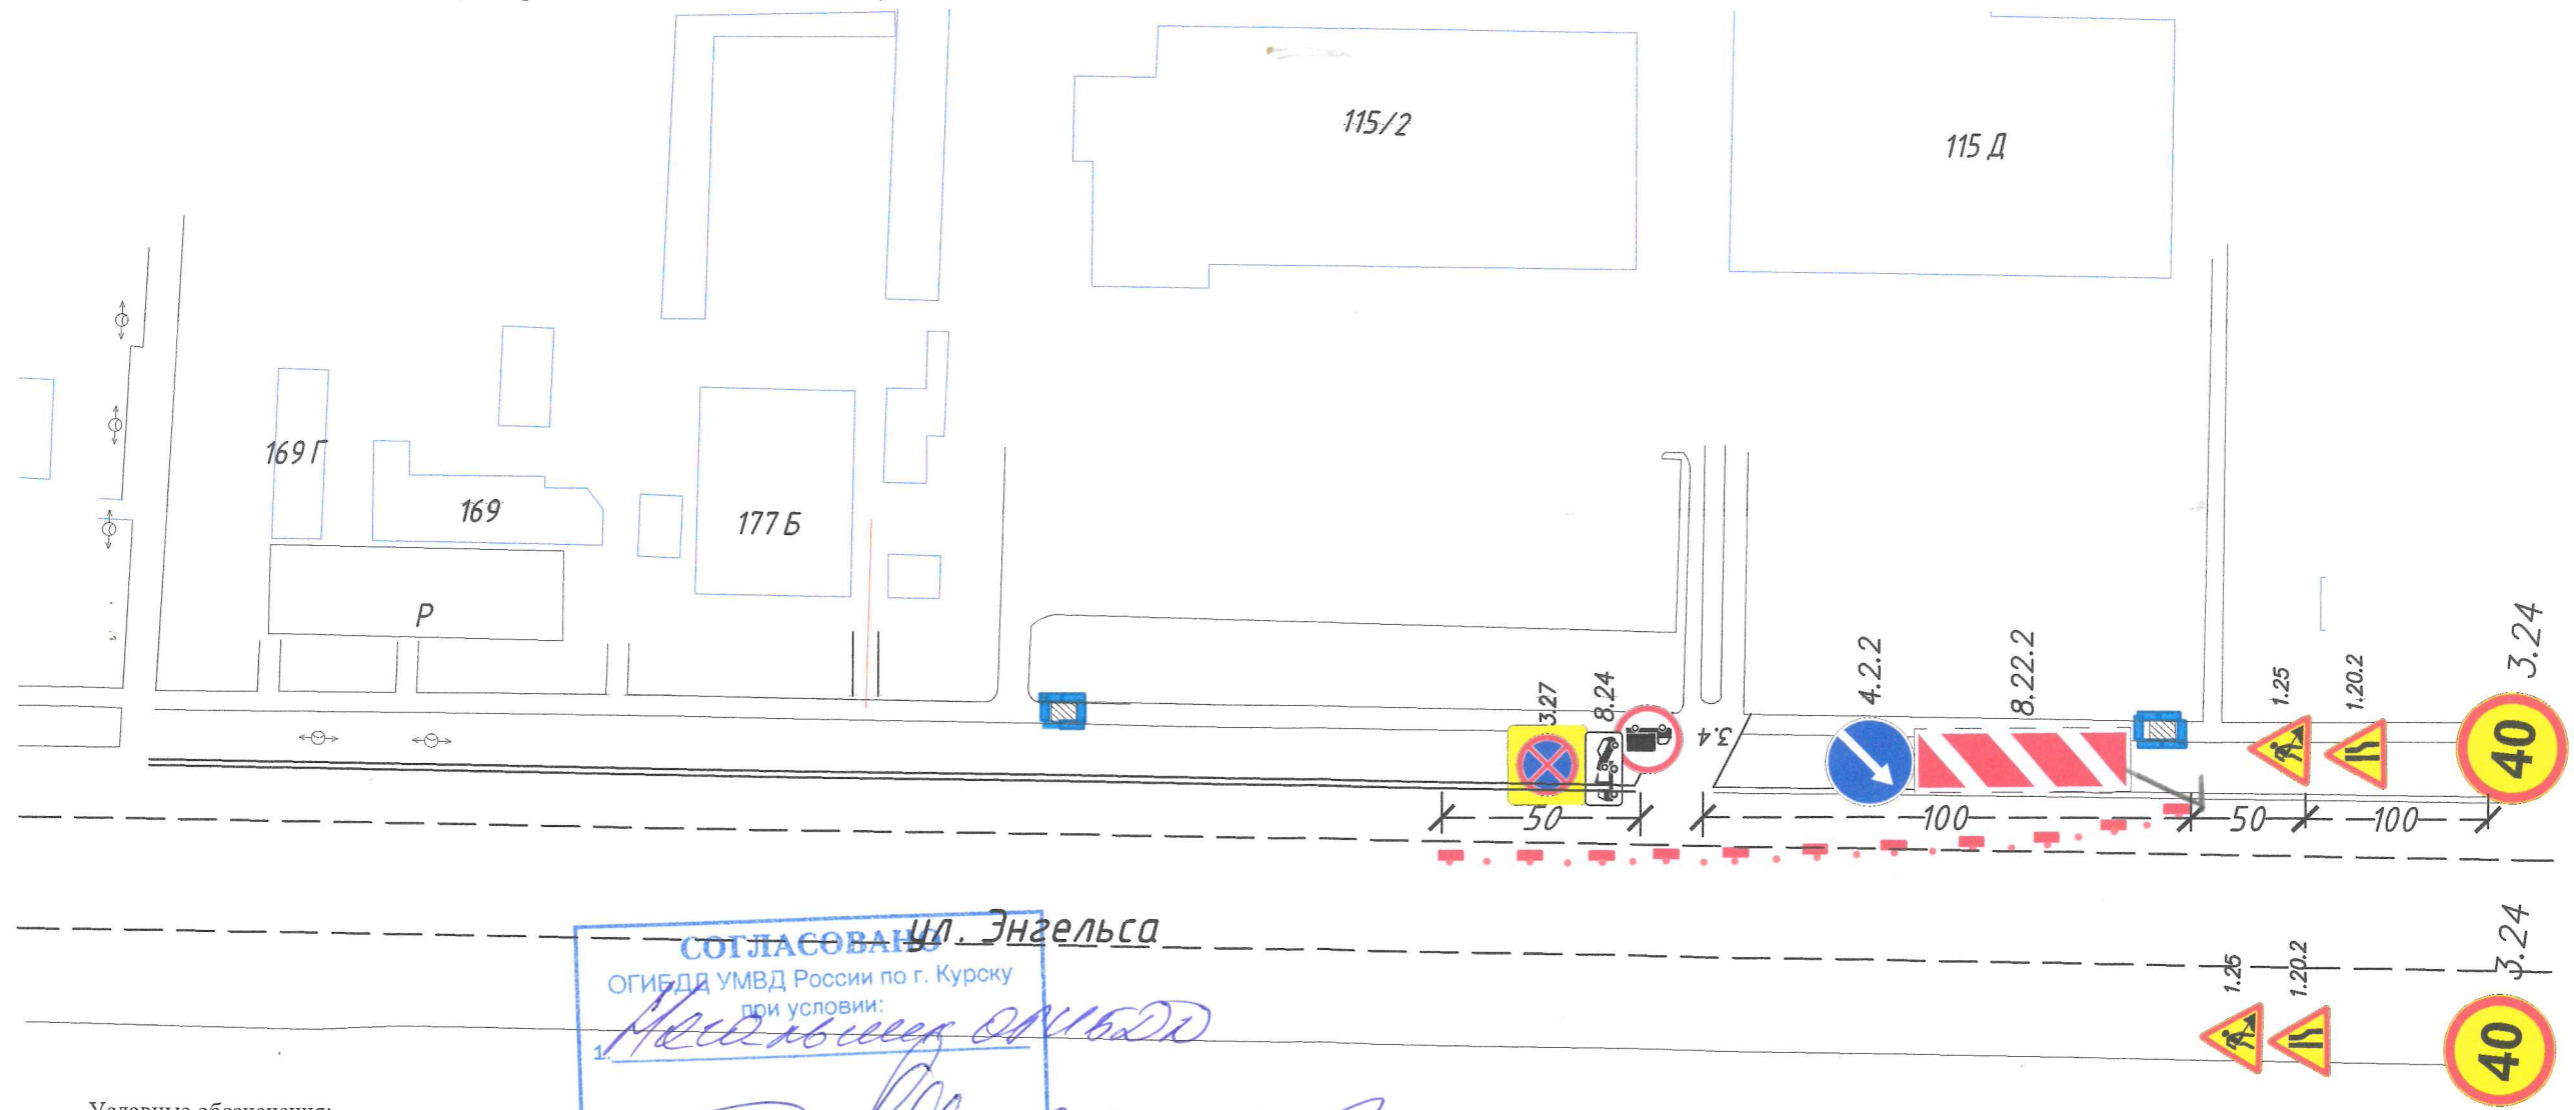 115/2
115 Д
169 Г
169
177 Б
Р
3.27
8.24
3.4
4.2.2
8.22.2
1.25
1.20.2
3.24
40
50
100
50
100
ул. Энгельса
СОГЛАСОВАНО
ОГИБДД УМВД России по г. Курску
при условии:
1. Начальник ОГИБДД
1.25
1.20.2
3.24
40
Условные обозначения: